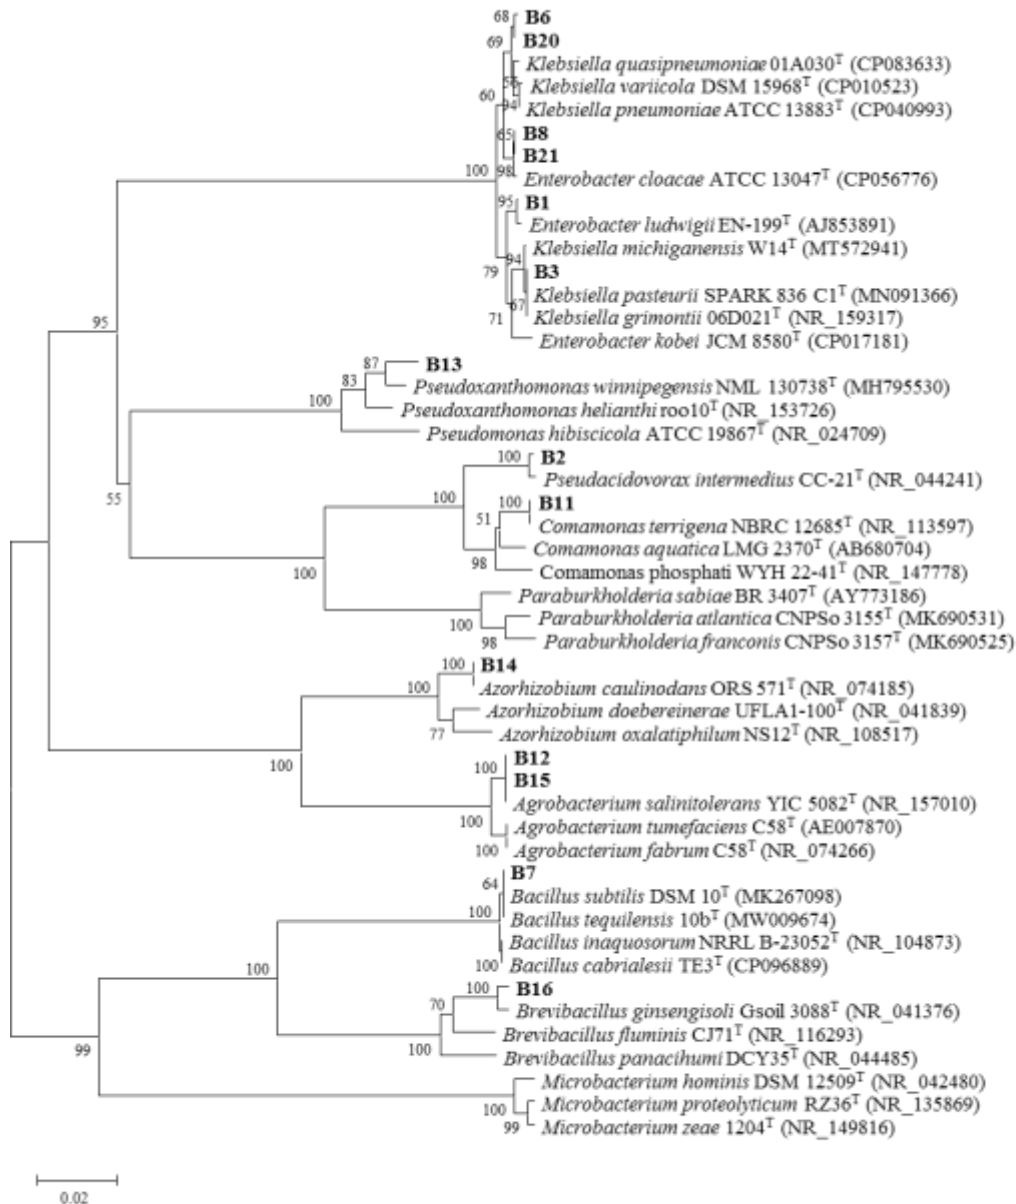 68
B6
69
B20
Klebsiella quasipneumoniae 01A030T (CP083633)
Klebsiella variicola DSM 15968T (CP010523)
60
94
Klebsiella pneumoniae ATCC 13883T (CP040993)
65
B8
B21
100
98
Enterobacter cloacae ATCC 13047T (CP056776)
95
B1
Enterobacter ludwigii EN-199T (AJ853891)
Klebsiella michiganensis W14T (MT572941)
94
79
B3
Klebsiella pasteurii SPARK 836 C1T (MN091366)
67
71
Klebsiella grimontii 06D021T (NR_159317)
95
Enterobacter kobei JCM 8580T (CP017181)
87
B13
83
Pseudoxanthomonas winnipegensis NML 130738T (MH795530)
100
Pseudoxanthomonas helianthi roo10T (NR_153726)
Pseudomonas hibiscicola ATCC 19867T (NR_024709)
100
B2
Pseudacidovorax intermedius CC-21T (NR_044241)
55
100
100
B11
51
Comamonas terrigena NBRC 12685T (NR_113597)
Comamonas aquatica LMG 2370T (AB680704)
98
100
Comamonas phosphati WYH 22-41T (NR_147778)
Paraburkholderia sabiae BR 3407T (AY773186)
100
Paraburkholderia atlantica CNPSo 3155T (MK690531)
98
Paraburkholderia franconis CNPSo 3157T (MK690525)
100
B14
100
Azorhizobium caulinodans ORS 571T (NR_074185)
Azorhizobium doebereinerae UFLA1-100T (NR_041839)
77
Azorhizobium oxalatiphilum NS12T (NR_108517)
100
B12
100
B15
Agrobacterium salinitolerans YIC 5082T (NR_157010)
100
Agrobacterium tumefaciens C58T (AE007870)
100
Agrobacterium fabrum C58T (NR_074266)
B7
64
Bacillus subtilis DSM 10T (MK267098)
100
Bacillus tequilensis 10bT (MW009674)
Bacillus inaquosorum NRRL B-23052T (NR_104873)
100
100
Bacillus cabrialesii TE3T (CP096889)
100
B16
70
Brevibacillus ginsengisoli Gsoil 3088T (NR_041376)
Brevibacillus fluminis CJ71T (NR_116293)
99
100
Brevibacillus panacihumi DCY35T (NR_044485)
Microbacterium hominis DSM 12509T (NR_042480)
100
Microbacterium proteolyticum RZ36T (NR_135869)
99
Microbacterium zeae 1204T (NR_149816)
0.02